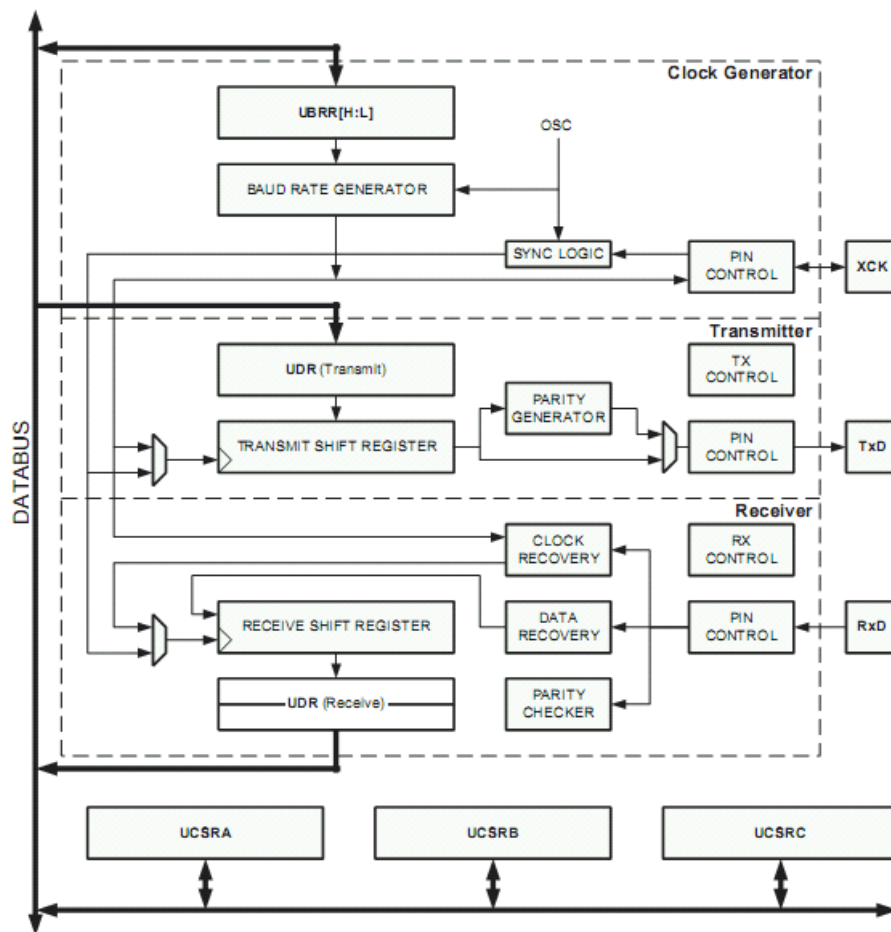 Clock Generator
UBRR[H:L]
OSC
BAUD RATE GENERATOR
SYNC LOGIC
PIN
CONTROL
XCK
Transmitter
UDR (Transmit)
TX
CONTROL
PARITY
GENERATOR
TRANSMIT SHIFT REGISTER
PIN
CONTROL
TxD
DATABUS
Receiver
CLOCK
RECOVERY
RX
CONTROL
RECEIVE SHIFT REGISTER
DATA
RECOVERY
PIN
CONTROL
RxD
UDR (Receive)
PARITY
CHECKER
UCSRA
UCSRB
UCSRC